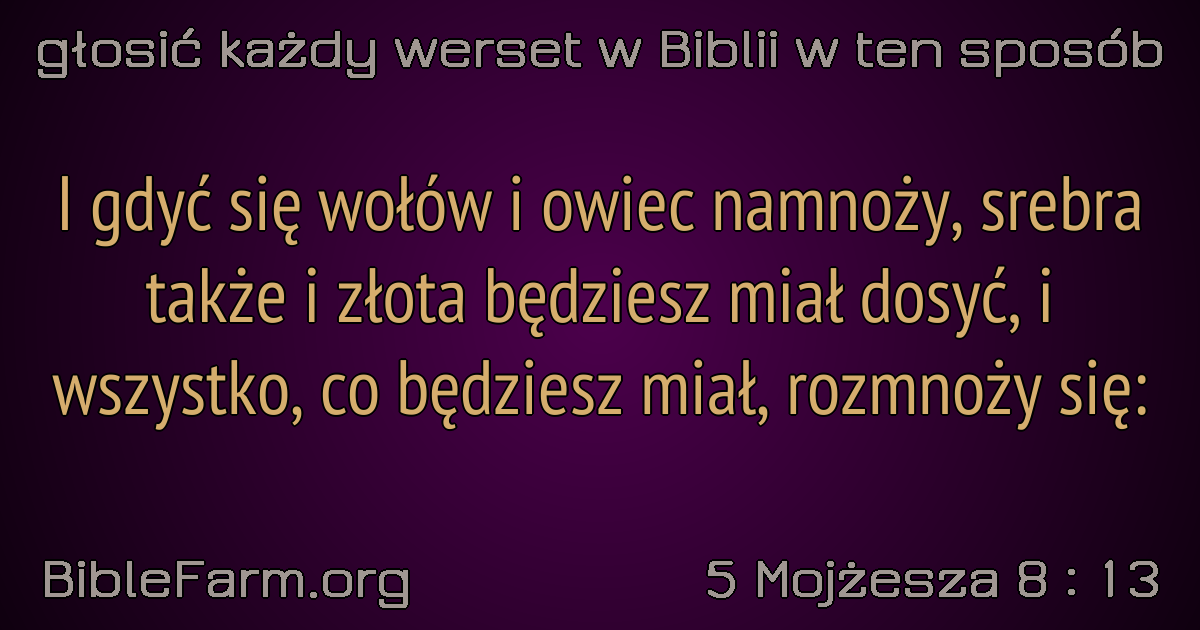 głosić każdy werset w Biblii w ten sposób
I gdyć się wołów i owiec namnoży, srebra
także i złota będziesz miał dosyć, i
wszystko, co będziesz miał, rozmnoży się:
BibleFarm.org
5 Mojżesza 8 : 13